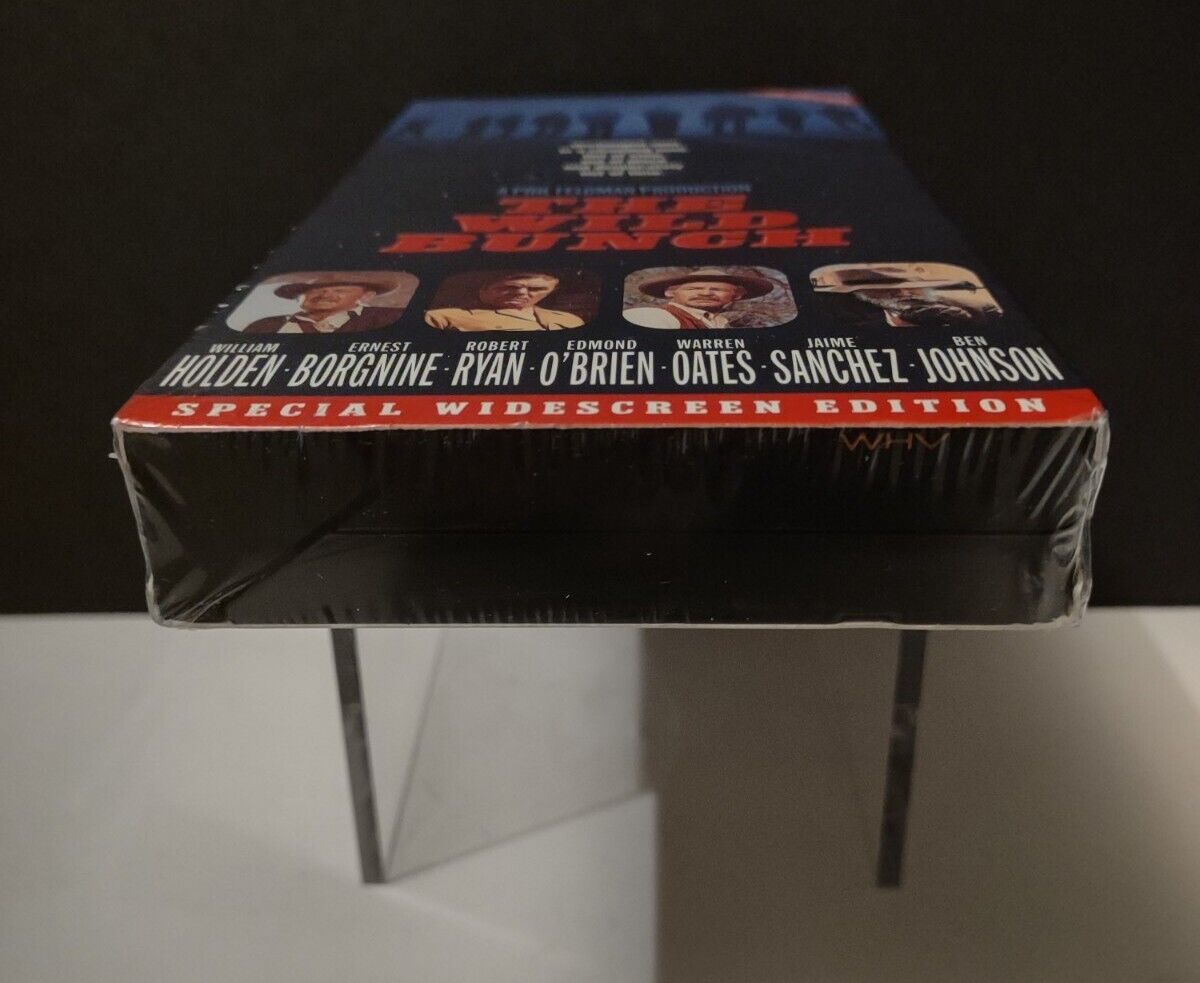 A PHIL FELDMAN PRODUCTION
THE
WILD
BUNCH
WILLIAM ERNEST ROBERT EDMOND WARREN JAIME BEN
HOLDEN · BORGNINE · RYAN · O'BRIEN · OATES · SANCHEZ · JOHNSON
SPECIAL WIDESCREEN EDITION
WHV